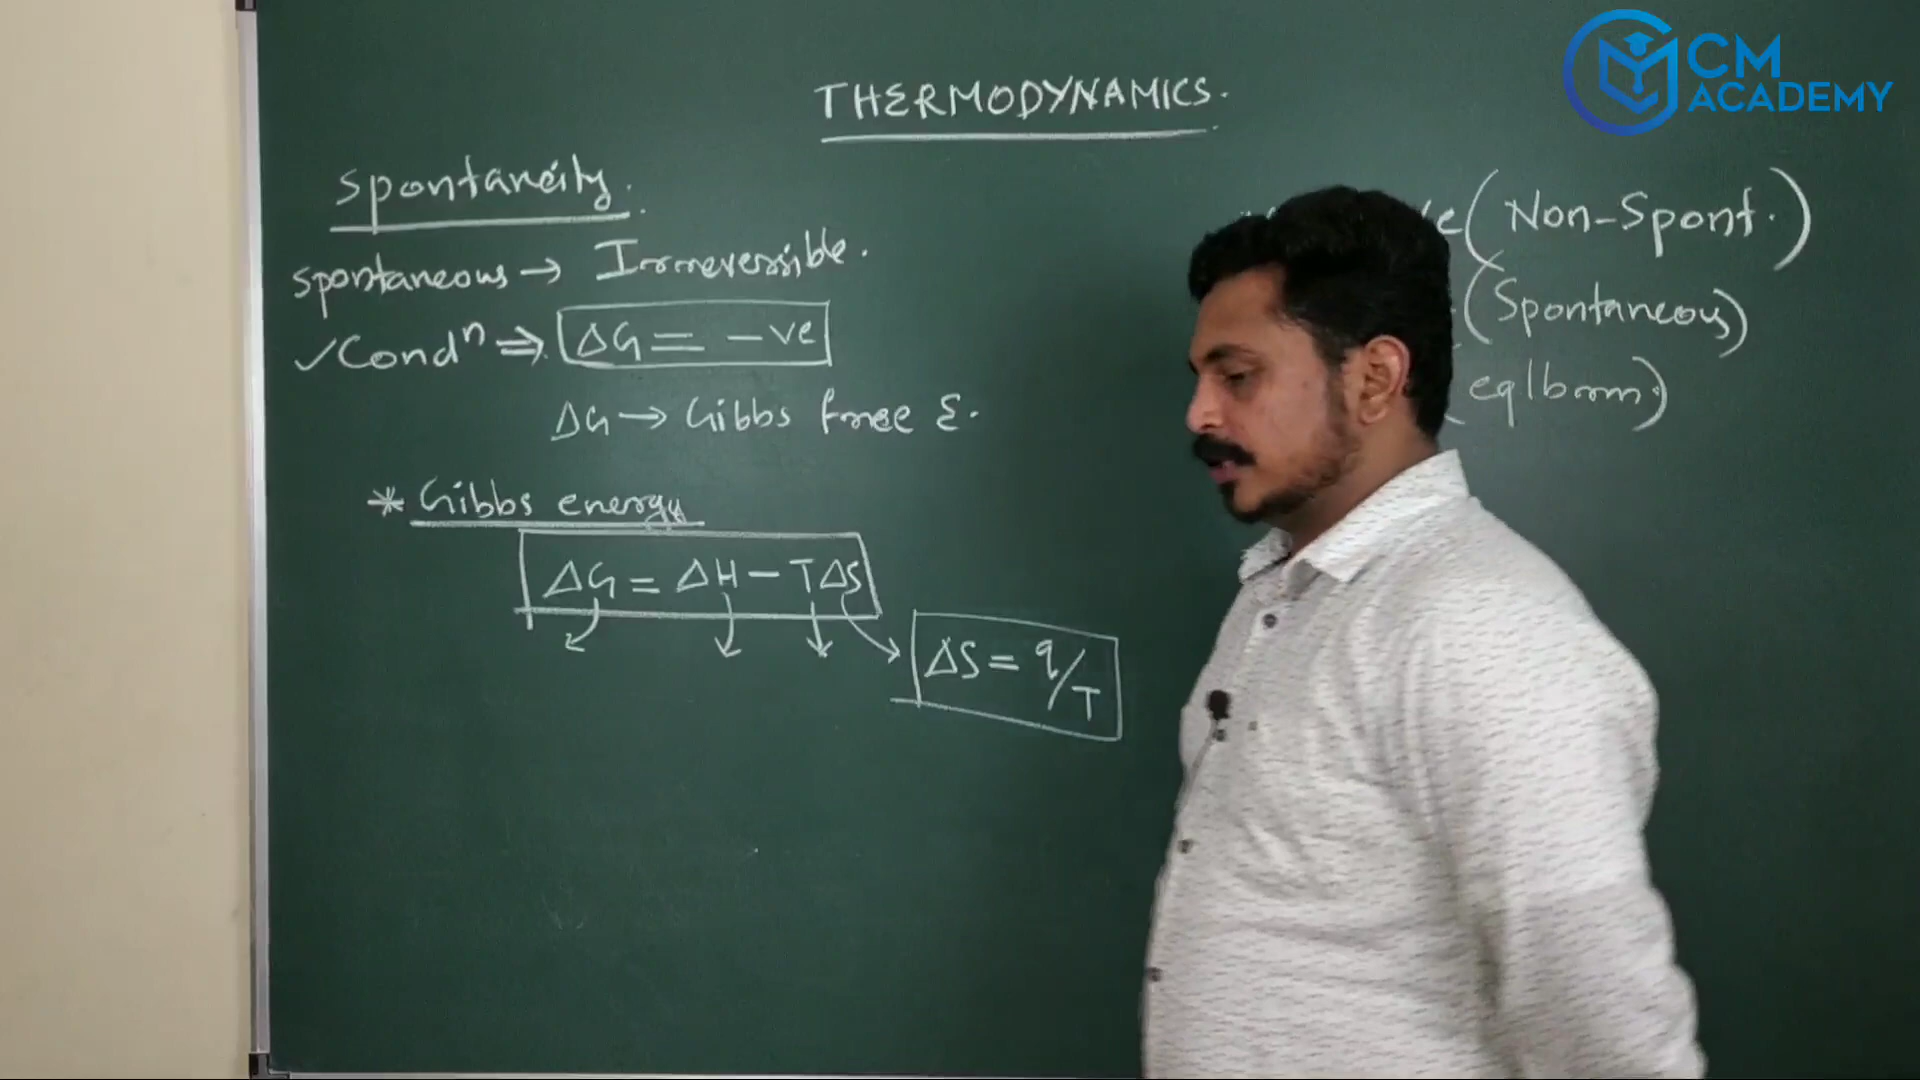 CM
ACADEMY
THERMODYNAMICS.
Spontaneity.
spontaneous → Irreversible.
✓Condⁿ ⇒ ΔG = -ve
ΔG → Gibbs free E.
* Gibbs energy
ΔG = ΔH - TΔS
ΔS = q/T
(Non-Spont.)
(Spontaneous)
(eqlbrm.)